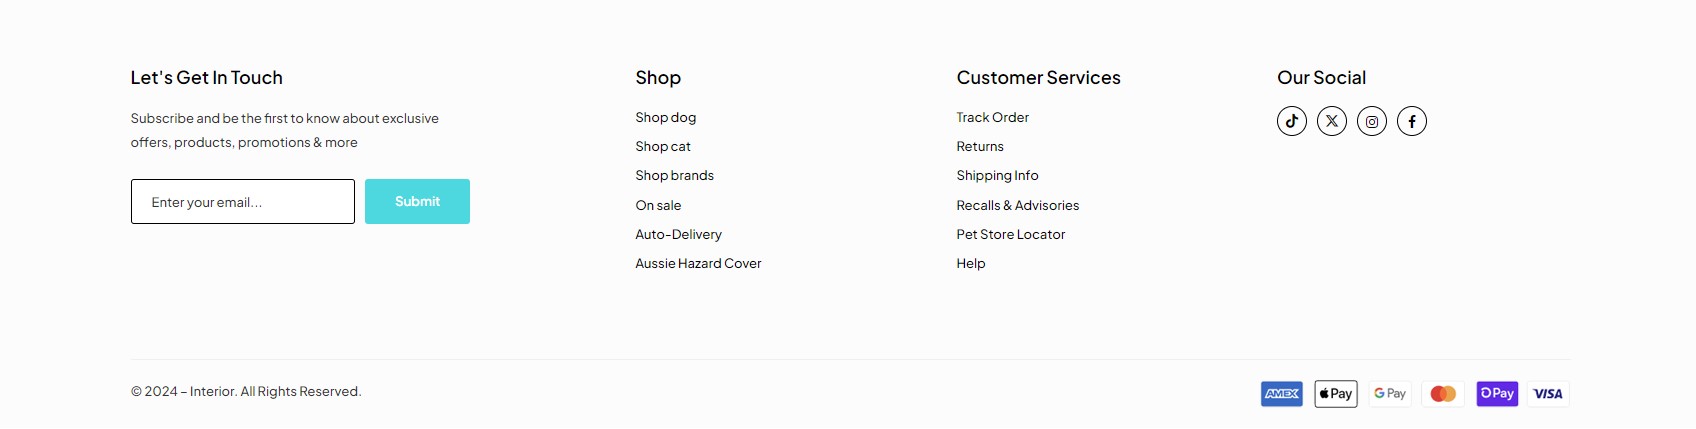 Let's Get In Touch
Subscribe and be the first to know about exclusive
offers, products, promotions & more
Enter your email...
Submit
Shop
Shop dog
Shop cat
Shop brands
On sale
Auto-Delivery
Aussie Hazard Cover
Customer Services
Track Order
Returns
Shipping Info
Recalls & Advisories
Pet Store Locator
Help
Our Social
© 2024 – Interior. All Rights Reserved.
AMEX
Pay
G Pay
Pay
VISA